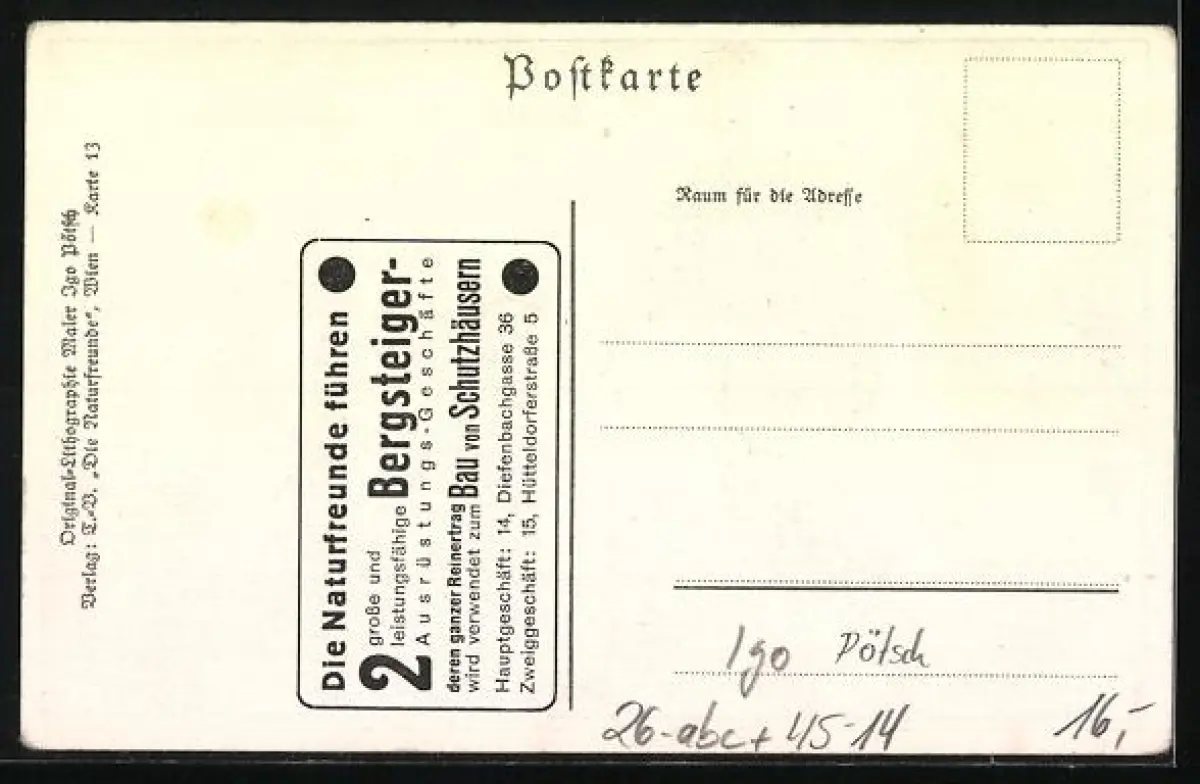 Postkarte
Raum für die Adresse
Original-Lithographie Maler Igo Pötsch
Verlag: T.-V. „Die Naturfreunde“, Wien — Karte 13
Die Naturfreunde führen
2 große und
leistungsfähige Bergsteiger-
Ausrüstungs-Geschäfte
deren ganzer Reinertrag
wird verwendet zum Bau von Schutzhäusern
Hauptgeschäft: 14, Diefenbachgasse 36
Zweiggeschäft: 15, Hütteldorferstraße 5
Igo Pötsch
26-abc+ 45-14
16,-